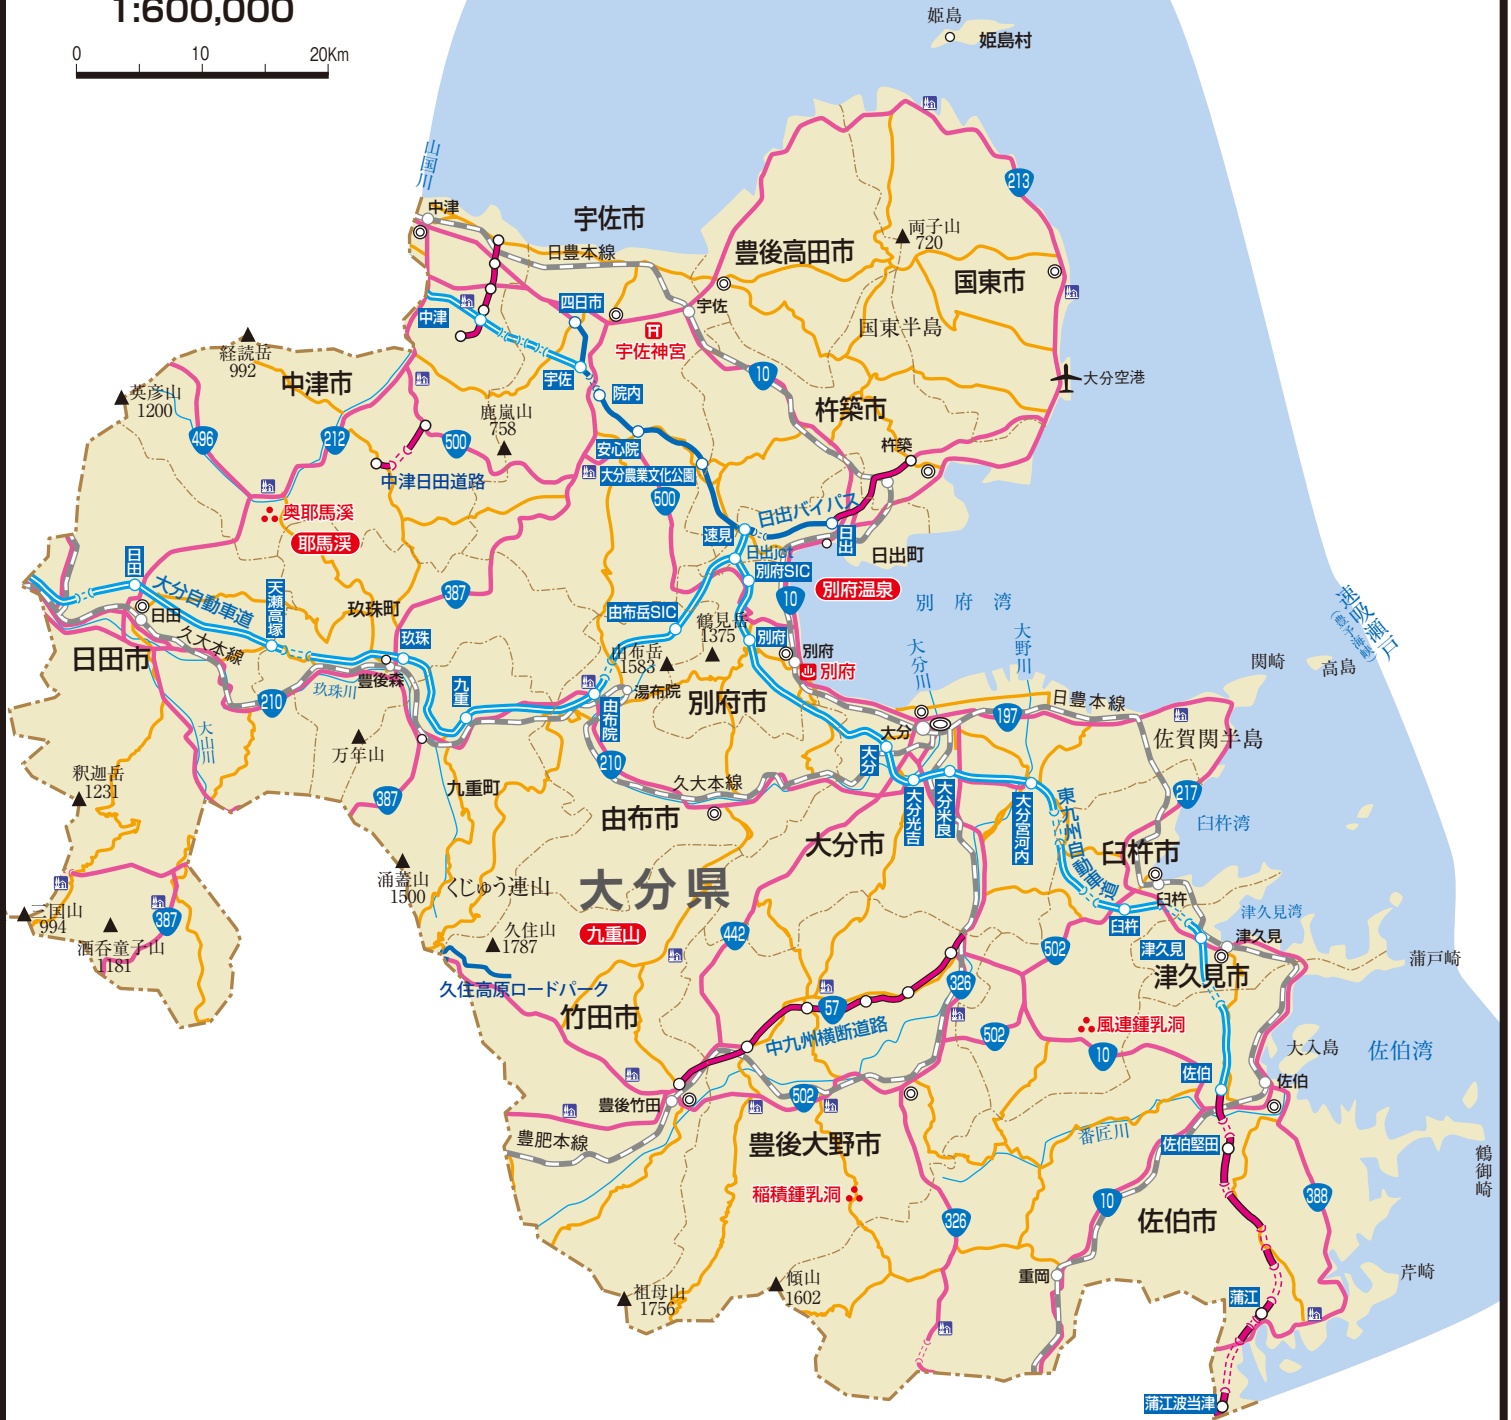 1:600,000
0 10 20Km
姫島
姫島村
山国川
中津
宇佐市
日豊本線
豊後高田市
両子山
720
213
国東市
中津
四日市
宇佐
国東半島
宇佐神宮
経読岳
992
中津市
宇佐
院内
10
大分空港
英彦山
1200
鹿嵐山
758
杵築市
496
212
500
安心院
杵築
大分農業文化公園
中津日田道路
500
奥耶馬溪
耶馬渓
速見
日出バイパス
日出
日出jct
日出町
日田
大分自動車道
天瀬高塚
玖珠町
387
別府SIC
別府温泉
10
別府湾
速吸瀬戸
(豊予海峡)
日田
久大本線
由布岳SIC
鶴見岳
1375
別府
別府
大分川
大野川
日田市
玖珠
由布岳
1583
別府
関崎
高島
豊後森
玖珠川
210
九重
湯布院
別府市
由布院
日豊本線
197
大分
佐賀関半島
大山川
万年山
210
大分
久大本線
釈迦岳
1231
387
九重町
大分光吉
大分米良
大分宮河内
東九州自動車道
217
臼杵湾
由布市
大分市
臼杵市
涌蓋山
1500
くじゅう連山
大分県
臼杵
臼杵
津久見湾
三国山
994
387
酒呑童子山
1181
久住山
1787
九重山
442
502
津久見
津久見
津久見市
蒲戸崎
久住高原ロードパーク
竹田市
57
326
中九州横断道路
502
風連鍾乳洞
10
大入島
佐伯湾
佐伯
佐伯
豊後竹田
502
豊肥本線
豊後大野市
番匠川
佐伯堅田
鶴御崎
稲積鍾乳洞
326
10
388
佐伯市
祖母山
1756
傾山
1602
重岡
芹崎
蒲江
蒲江波当津